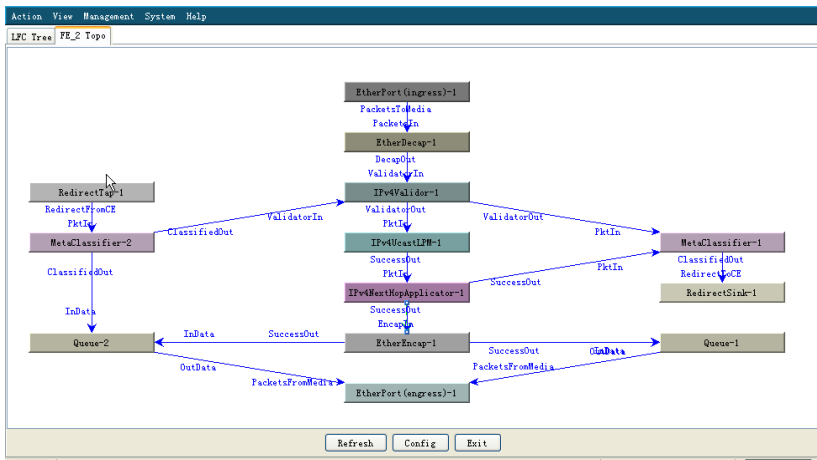 Action View Management System Help
LFC Tree FE_2 Topo
EtherPort(ingress)-1
PacketsToMedia
PacketsIn
EtherDecap-1
DecapOut
ValidatorIn
RedirectTap-1
IPv4Validor-1
RedirectFromCE
ValidatorOut
ValidatorIn
ValidatorOut
PktIn
PktIn
ClassifiedOut
PktIn
MetaClassifier-2
IPv4UcastLPM-1
MetaClassifier-1
ClassifiedOut
SuccessOut
ClassifiedOut
PktIn
PktIn
RedirectToCE
SuccessOut
IPv4NextHopApplicator-1
RedirectSink-1
InData
SuccessOut
EncapIn
InData
SuccessOut
Queue-2
EtherEncap-1
Queue-1
SuccessOut
OutData
InData
OutData
PacketsFromMedia
PacketsFromMedia
EtherPort(engress)-1
Refresh Config Exit